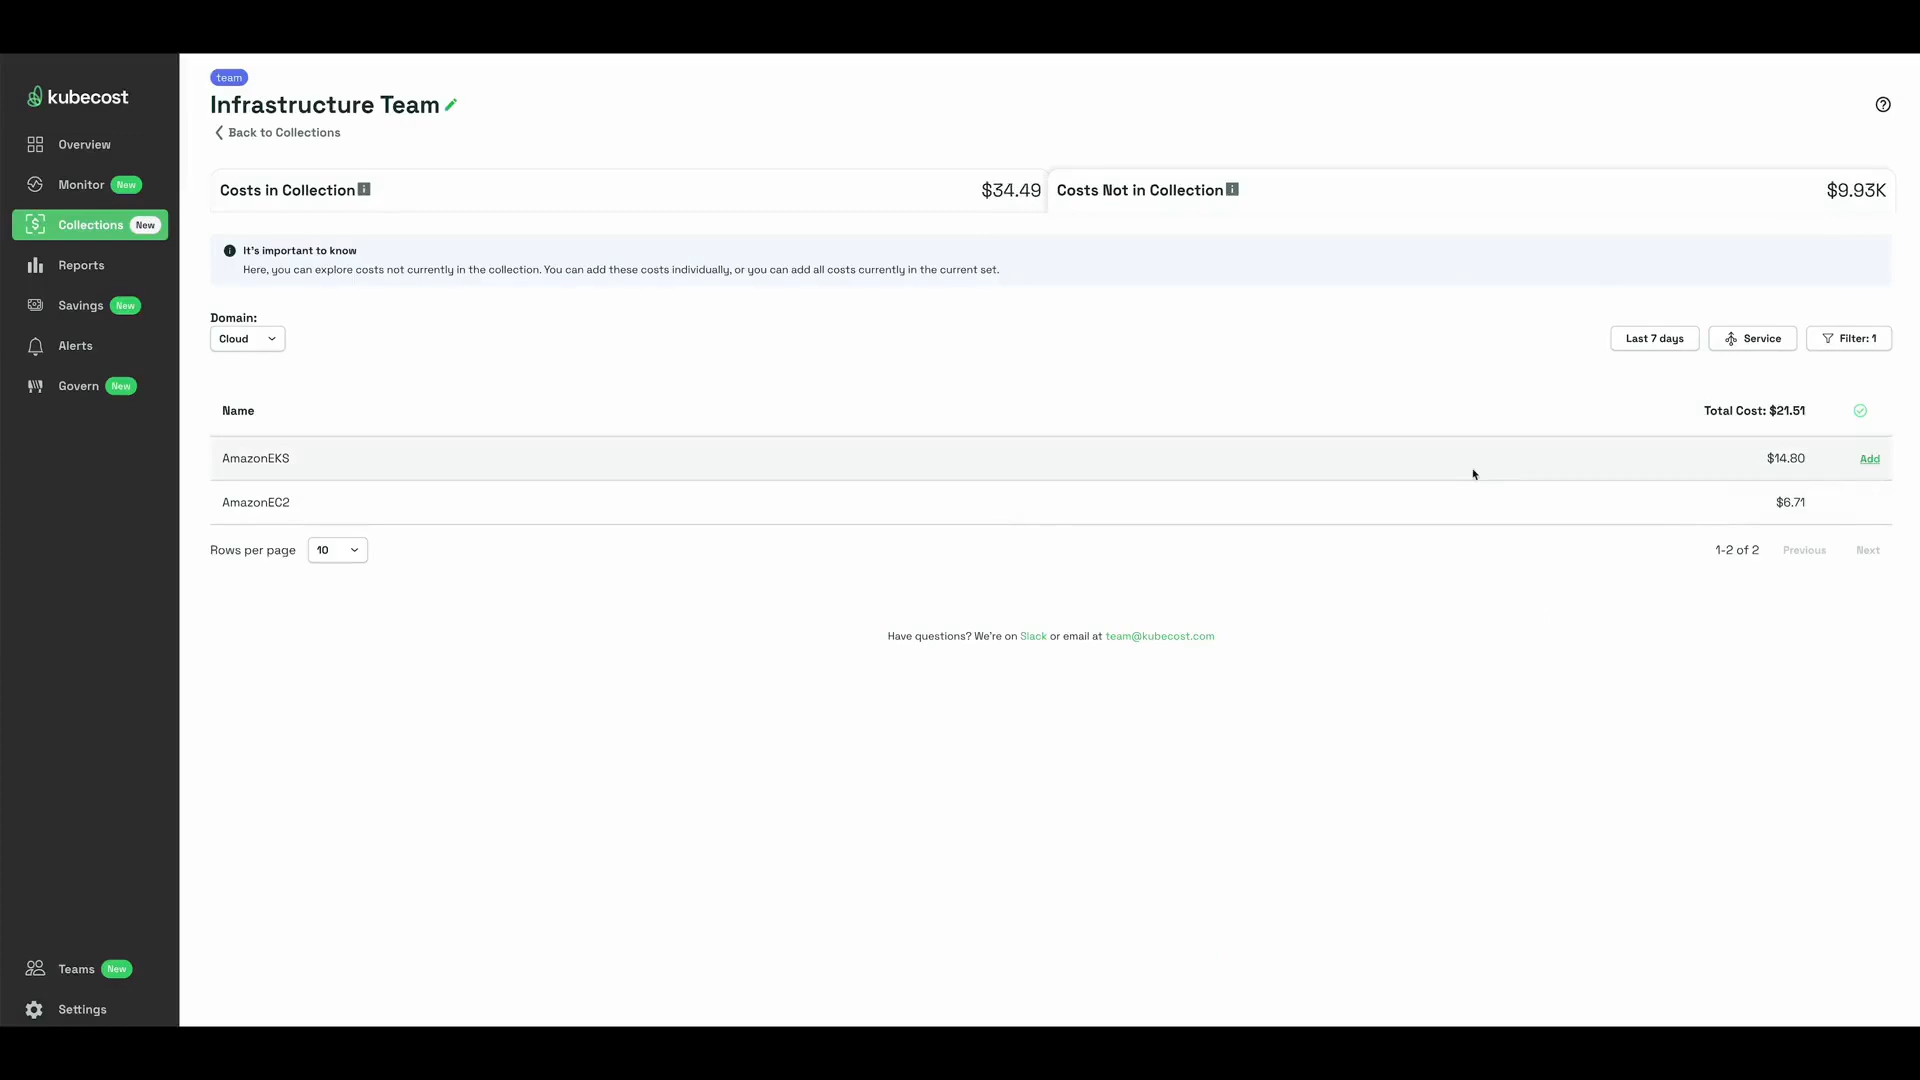 kubecost
Overview
Monitor New
Collections New
Reports
Savings New
Alerts
Govern New
Teams New
Settings
team
Infrastructure Team
Back to Collections
Costs in Collection $34.49
Costs Not in Collection $9.93K
It's important to know
Here, you can explore costs not currently in the collection. You can add these costs individually, or you can add all costs currently in the current set.
Domain:
Cloud
Last 7 days Service Filter: 1
Name Total Cost: $21.51
AmazonEKS $14.80 Add
AmazonEC2 $6.71
Rows per page 10 1-2 of 2 Previous Next
Have questions? We're on Slack or email at team@kubecost.com